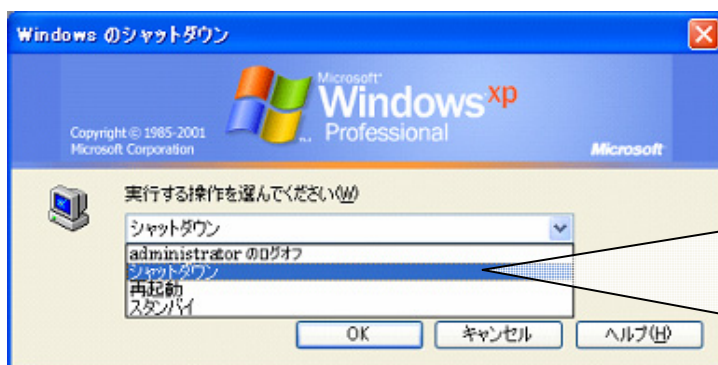 Windows のシャットダウン
Microsoft
Windows xp
Professional
Copyright © 1985-2001
Microsoft Corporation
Microsoft
実行する操作を選んでください(W)
シャットダウン
administrator のログオフ
シャットダウン
再起動
スタンバイ
OK
キャンセル
ヘルプ(H)